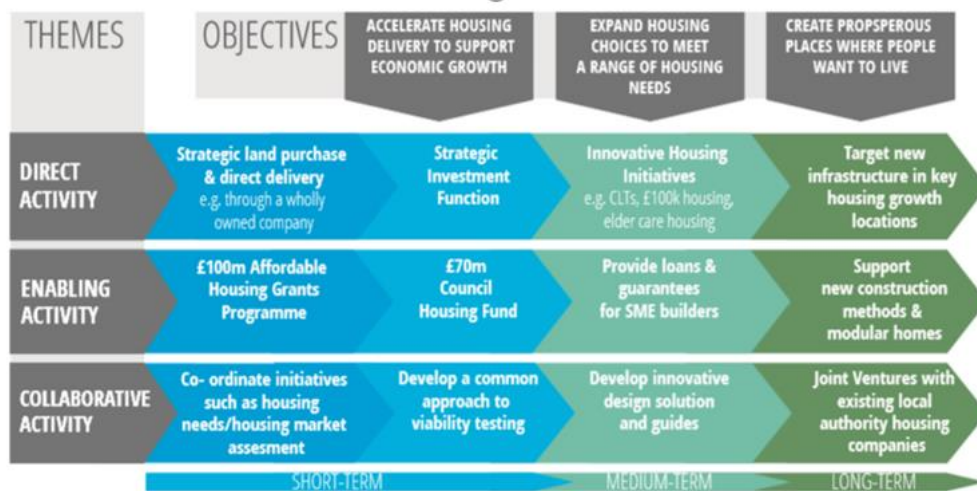 THEMES
OBJECTIVES
ACCELERATE HOUSING
DELIVERY TO SUPPORT
ECONOMIC GROWTH
EXPAND HOUSING
CHOICES TO MEET
A RANGE OF HOUSING
NEEDS
CREATE PROPSPEROUS
PLACES WHERE PEOPLE
WANT TO LIVE
DIRECT
ACTIVITY
Strategic land purchase
& direct delivery
e.g. through a wholly
owned company
Strategic
Investment
Function
Innovative Housing
Initiatives
e.g. CLTs, £100k housing,
elder care housing
Target new
infrastructure in key
housing growth
locations
ENABLING
ACTIVITY
£100m Affordable
Housing Grants
Programme
£70m
Council
Housing Fund
Provide loans &
guarantees
for SME builders
Support
new construction
methods &
modular homes
COLLABORATIVE
ACTIVITY
Co- ordinate initiatives
such as housing
needs/housing market
assesment
Develop a common
approach to
viability testing
Develop innovative
design solution
and guides
Joint Ventures with
existing local
authority housing
companies
SHORT-TERM
MEDIUM-TERM
LONG-TERM